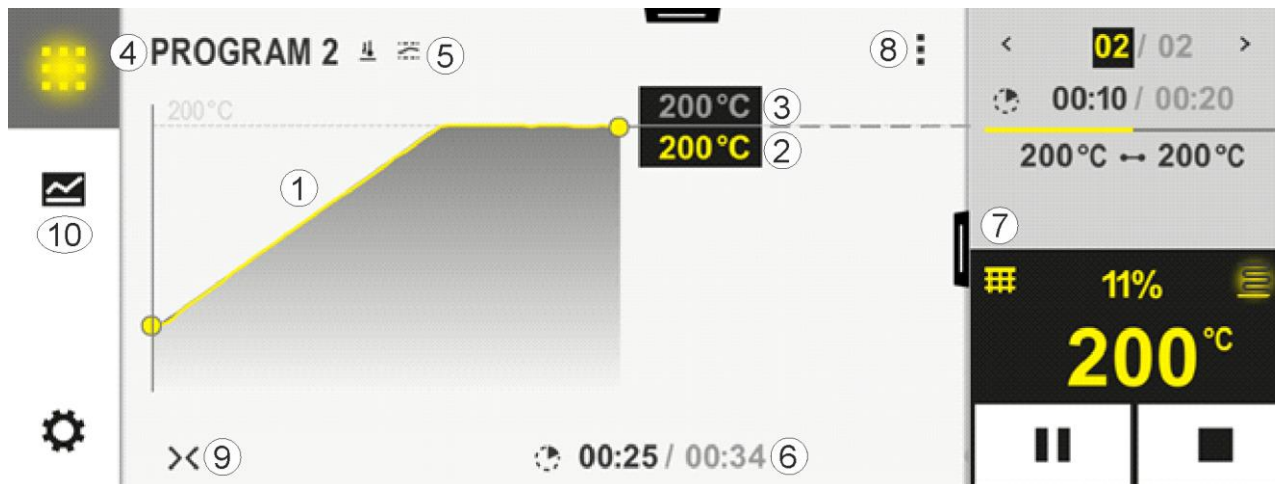 ④ PROGRAM 2 ⑤
⑧
200°C
200°C ③
200°C ②
①
⑩
⑨
00:25 / 00:34 ⑥
< 02 / 02 >
00:10 / 00:20
200°C 200°C
⑦
11%
200°C